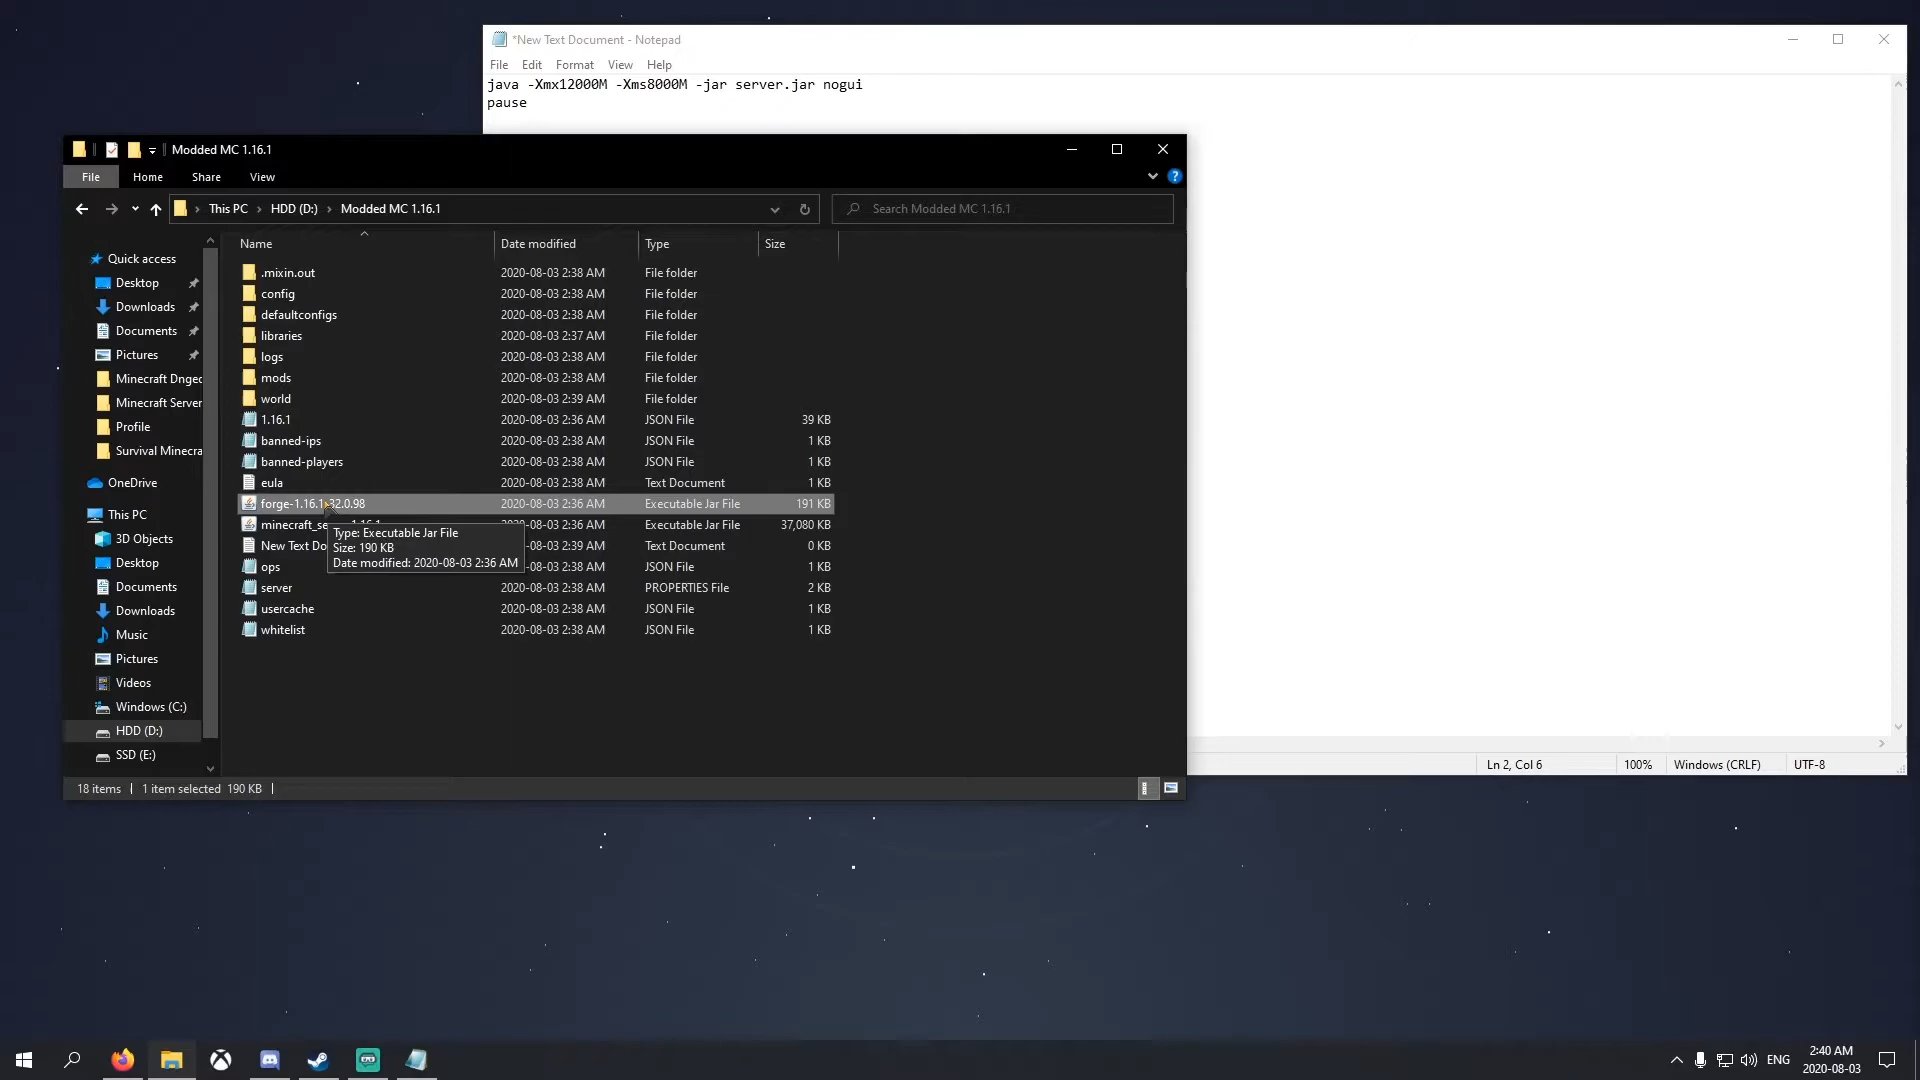 *New Text Document - Notepad
File Edit Format View Help
java -Xmx12000M -Xms8000M -jar server.jar nogui
pause
Modded MC 1.16.1
File Home Share View
This PC > HDD (D:) > Modded MC 1.16.1
Search Modded MC 1.16.1
Name Date modified Type Size
Quick access
Desktop
Downloads
Documents
Pictures
Minecraft Dngeo
Minecraft Server
Profile
Survival Minecra
OneDrive
This PC
3D Objects
Desktop
Documents
Downloads
Music
Pictures
Videos
Windows (C:)
HDD (D:)
SSD (E:)
.mixin.out 2020-08-03 2:38 AM File folder
config 2020-08-03 2:38 AM File folder
defaultconfigs 2020-08-03 2:38 AM File folder
libraries 2020-08-03 2:37 AM File folder
logs 2020-08-03 2:38 AM File folder
mods 2020-08-03 2:38 AM File folder
world 2020-08-03 2:39 AM File folder
1.16.1 2020-08-03 2:36 AM JSON File 39 KB
banned-ips 2020-08-03 2:38 AM JSON File 1 KB
banned-players 2020-08-03 2:38 AM JSON File 1 KB
eula 2020-08-03 2:38 AM Text Document 1 KB
forge-1.16.1-32.0.98 2020-08-03 2:36 AM Executable Jar File 191 KB
minecraft_se 2020-08-03 2:36 AM Executable Jar File 37,080 KB
New Text Do -08-03 2:39 AM Text Document 0 KB
ops -08-03 2:38 AM JSON File 1 KB
server 2020-08-03 2:38 AM PROPERTIES File 2 KB
usercache 2020-08-03 2:38 AM JSON File 1 KB
whitelist 2020-08-03 2:38 AM JSON File 1 KB
Type: Executable Jar File
Size: 190 KB
Date modified: 2020-08-03 2:36 AM
18 items | 1 item selected 190 KB |
Ln 2, Col 6 100% Windows (CRLF) UTF-8
ENG
2:40 AM
2020-08-03